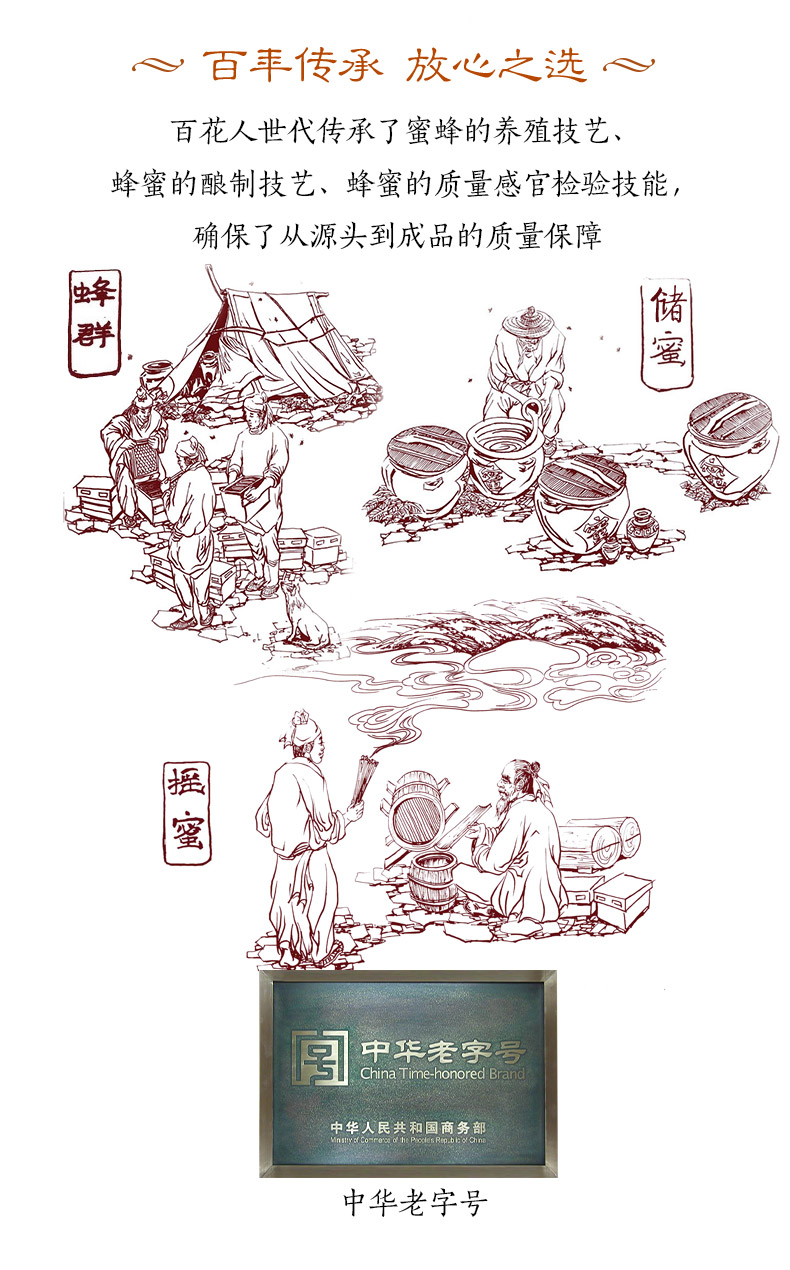 百年传承 放心之选
百花人世代传承了蜜蜂的养殖技艺、
蜂蜜的酿制技艺、蜂蜜的质量感官检验技能，
确保了从源头到成品的质量保障
蜂群
储蜜
摇蜜
中华老字号
China Time-honored Brand
中华人民共和国商务部
Ministry of Commerce of the People's Republic of China
中华老字号